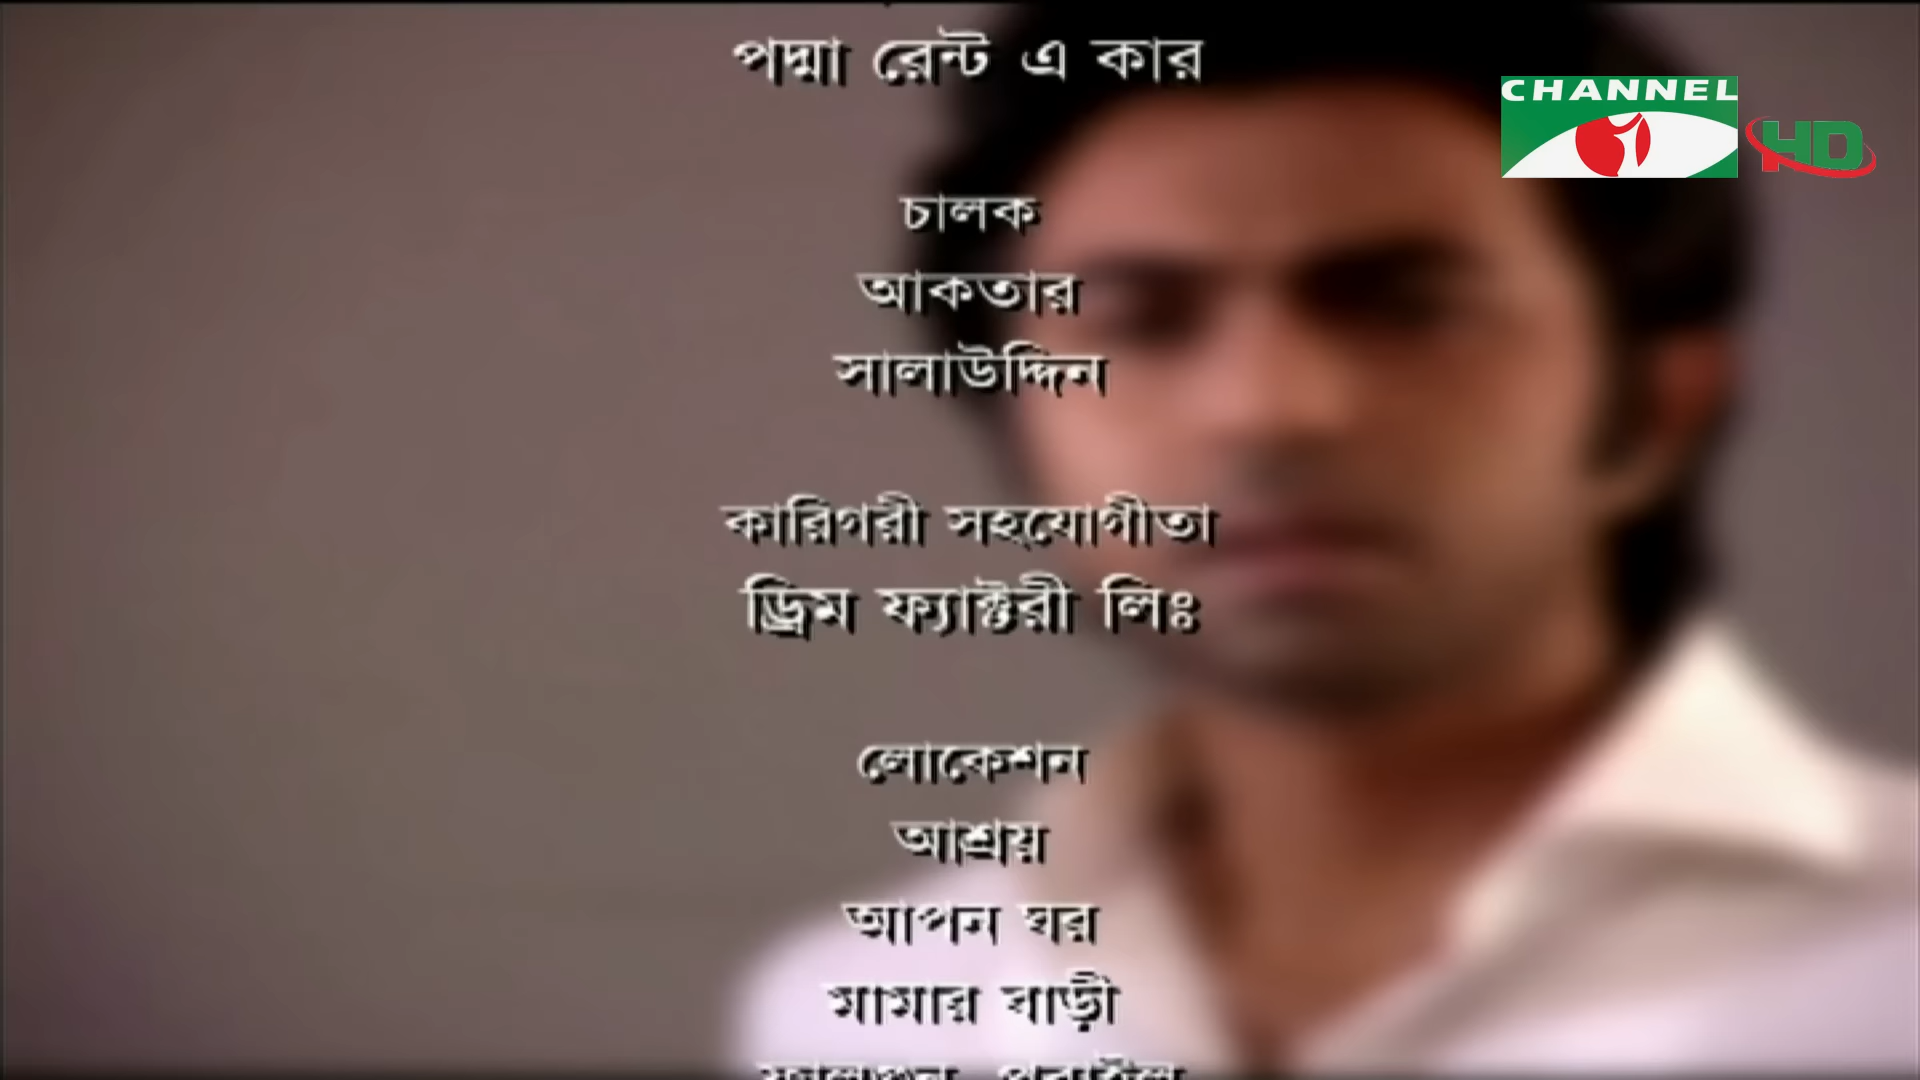 পদ্মা রেন্ট এ কার
CHANNEL i HD
চালক
আকতার
সালাউদ্দিন
কারিগরী সহযোগীতা
ড্রিম ফ্যাক্টরী লিঃ
লোকেশন
আশ্রয়
আপন ঘর
মামার বাড়ী